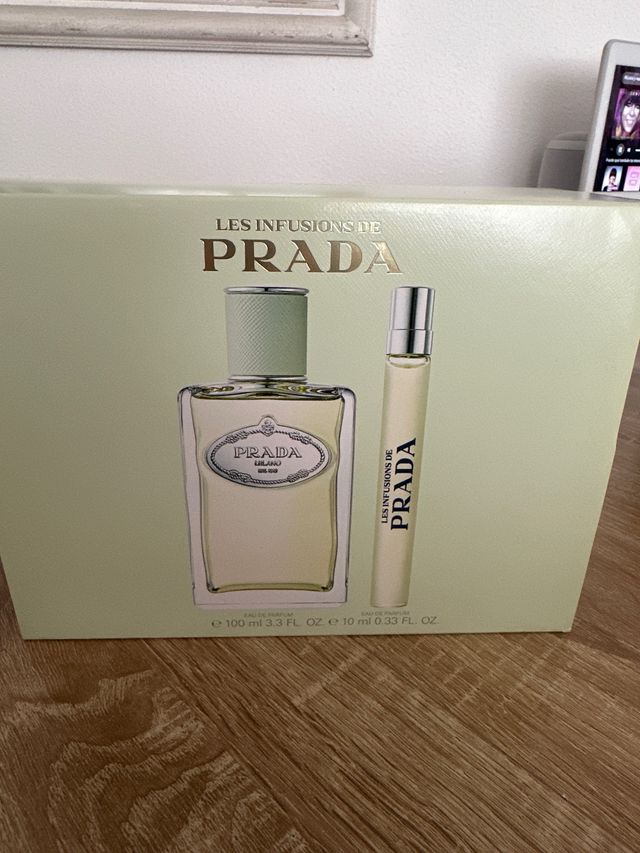 LES INFUSIONS DE
PRADA
PRADA
MILANO
LES INFUSIONS DE
PRADA
EAU DE PARFUM
EAU DE PARFUM
e 100 ml 3.3 FL. OZ. e 10 ml 0.33 FL. OZ.